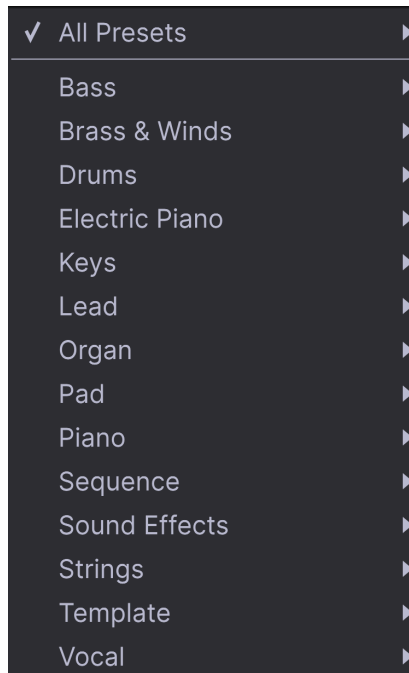 All Presets
Bass
Brass & Winds
Drums
Electric Piano
Keys
Lead
Organ
Pad
Piano
Sequence
Sound Effects
Strings
Template
Vocal